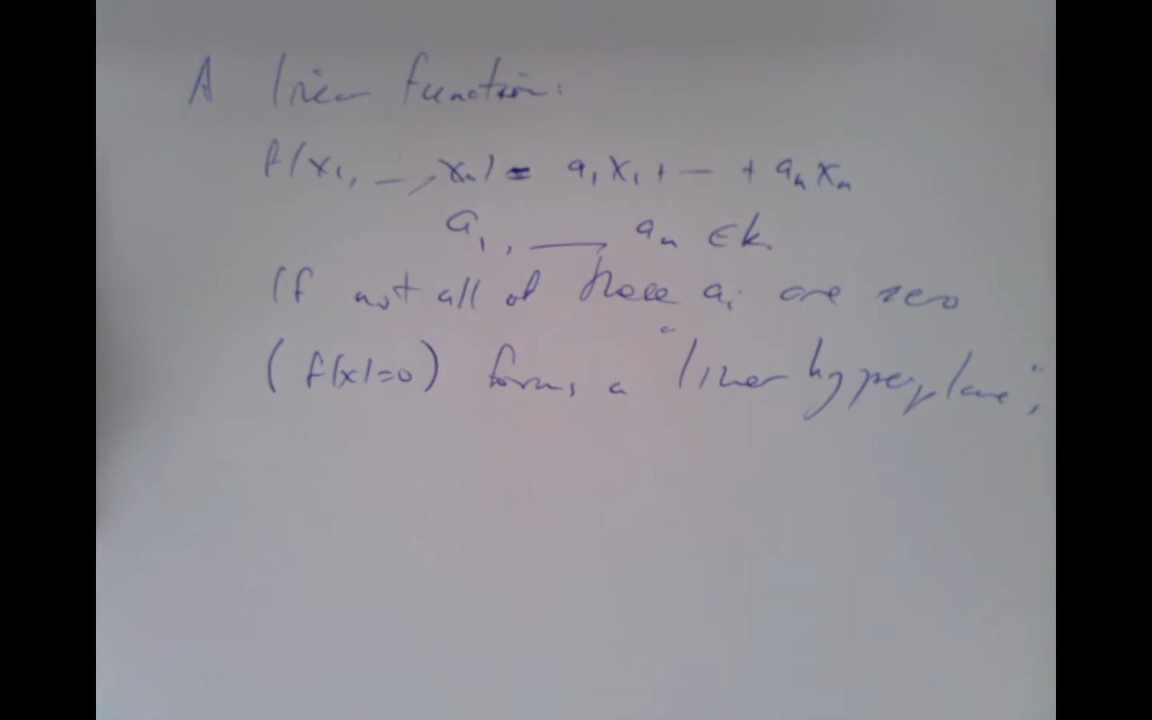 A linear function:
f(x₁, —, xₙ) = a₁x₁ + — + aₙxₙ
a₁, — aₙ ∈ k
If not all of these aᵢ are zero
(f(x)=0) forms a "linear hyperplane";